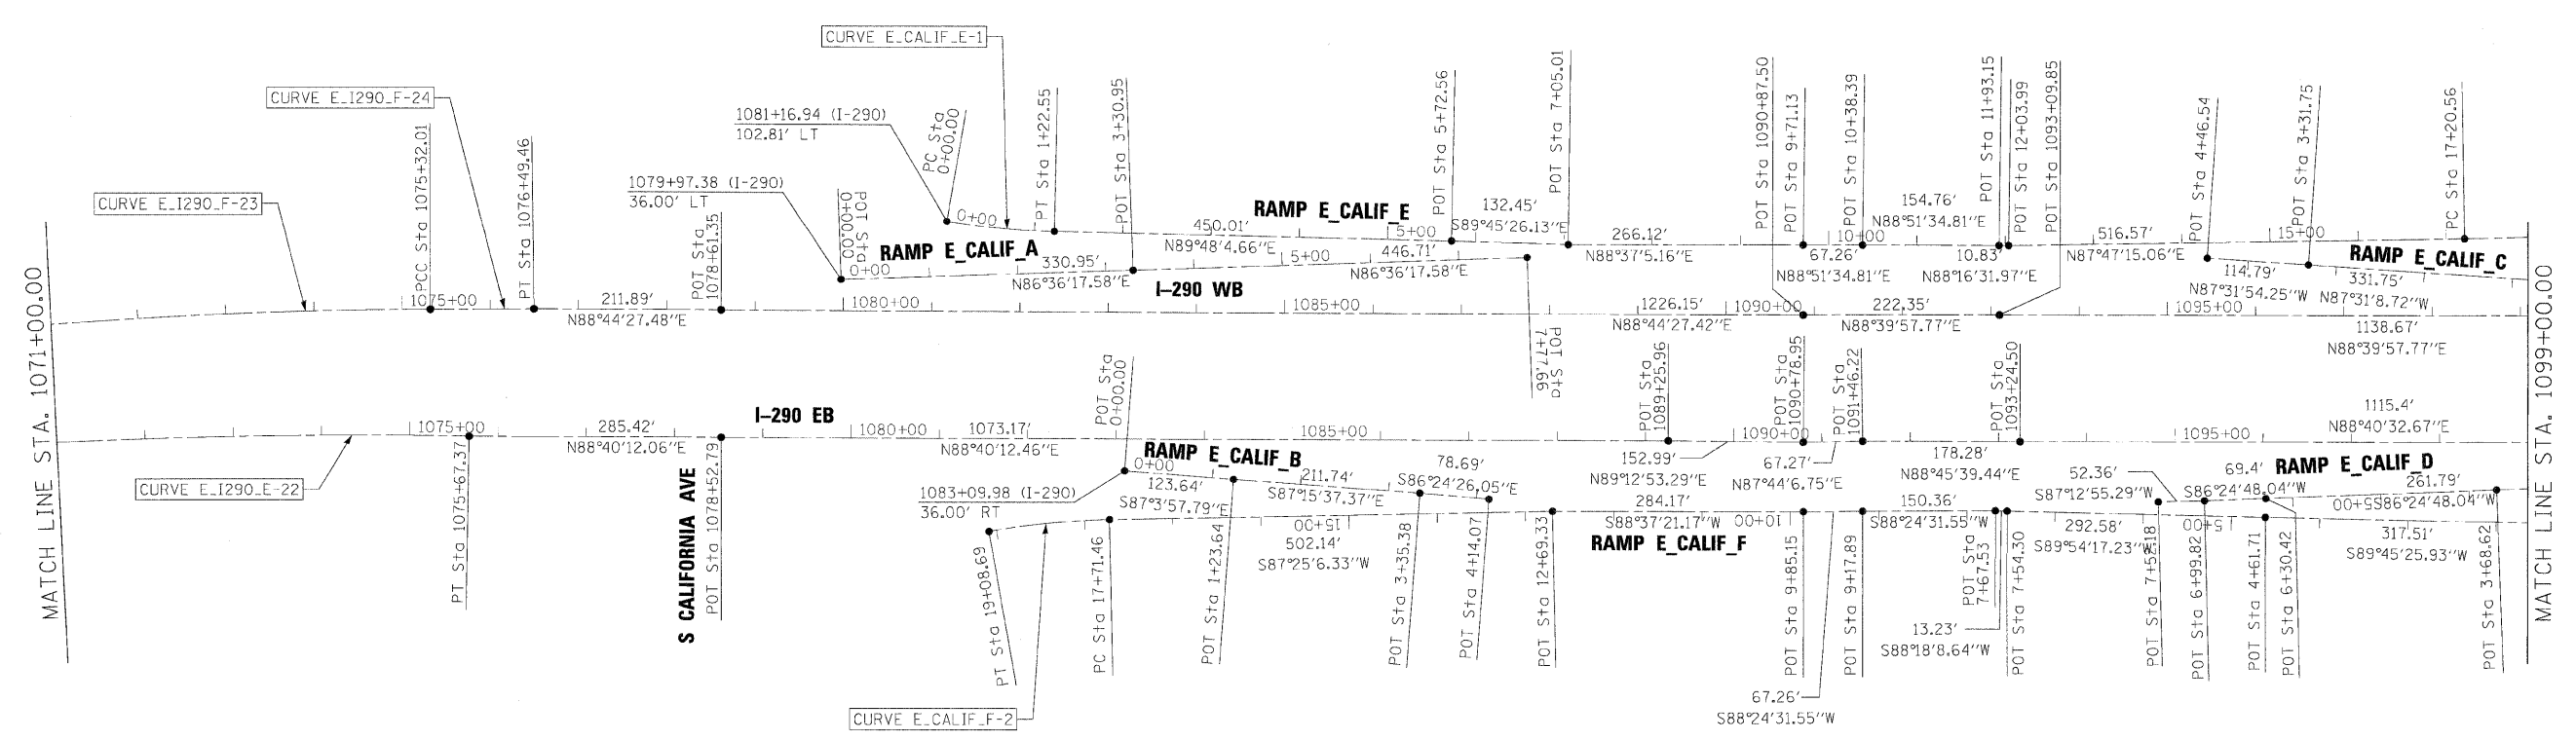 CURVE E_CALIF_E-1
CURVE E_I290_F-24
1081+16.94 (I-290)
102.81' LT
1079+97.38 (I-290)
36.00' LT
CURVE E_I290_F-23
PCC Sta 1075+32.01
PT Sta 1076+49.46
POT Sta
1078+61.35
POT Sta
0+00.00
PC Sta
0+00.00
PT Sta 1+22.55
POT Sta 3+30.95
POT Sta 5+72.56
POT Sta 7+05.01
POT Sta 1090+87.50
POT Sta 9+71.13
POT Sta 10+38.39
POT Sta 11+93.15
POT Sta 12+03.99
POT Sta 1093+09.85
POT Sta 4+46.54
POT Sta 3+31.75
PC Sta 17+20.56
0+00
450.01'
N89°48'4.66"E
RAMP E_CALIF_E
5+00
132.45'
S89°45'26.13"E
266.12'
N88°37'5.16"E
67.26'
N88°51'34.81"E
10+00
154.76'
N88°51'34.81"E
10.83'
N88°16'31.97"E
516.57'
N87°47'15.06"E
15+00
RAMP E_CALIF_C
114.79'
N87°31'54.25"W
331.75'
N87°31'8.72"W
RAMP E_CALIF_A
0+00
330.95'
N86°36'17.58"E
5+00
446.71'
N86°36'17.58"E
POT Sta
7+77.66
I-290 WB
1075+00
211.89'
N88°44'27.48"E
1080+00
1085+00
1226.15'
N88°44'27.42"E
1090+00
222.35'
N88°39'57.77"E
1095+00
1138.67'
N88°39'57.77"E
MATCH LINE STA. 1071+00.00
MATCH LINE STA. 1099+00.00
I-290 EB
1075+00
285.42'
N88°40'12.06"E
1080+00
1073.17'
N88°40'12.46"E
1085+00
POT Sta
0+00.00
POT Sta
1089+25.96
POT Sta
1090+78.95
POT Sta
1091+46.22
POT Sta
1093+24.50
152.99'
N89°12'53.29"E
1090+00
67.27'
N87°44'6.75"E
178.28'
N88°45'39.44"E
1095+00
1115.4'
N88°40'32.67"E
CURVE E_I290_E-22
PT Sta 1075+67.37
S CALIFORNIA AVE
POT Sta 1078+52.79
1083+09.98 (I-290)
36.00' RT
0+00
RAMP E_CALIF_B
123.64'
S87°3'57.79"E
211.74'
S87°15'37.37"E
78.69'
S86°24'26.05"E
52.36'
S87°12'55.29"W
69.4'
S86°24'48.04"W
RAMP E_CALIF_D
261.79'
5+00
S86°24'48.04"W
15+00
502.14'
S87°25'6.33"W
284.17'
S88°37'21.17"W
RAMP E_CALIF_F
10+00
150.36'
S88°24'31.55"W
292.58'
S89°54'17.23"W
5+00
317.51'
S89°45'25.93"W
PT Sta 19+08.69
PC Sta 17+71.46
POT Sta 1+23.64
POT Sta 3+35.38
POT Sta 4+14.07
POT Sta 12+69.33
POT Sta 9+85.15
POT Sta 9+17.89
POT Sta
7+67.53
POT Sta 7+54.30
POT Sta 6+99.82
POT Sta 4+61.71
POT Sta 6+30.42
POT Sta 3+68.62
13.23'
S88°18'8.64"W
67.26'
S88°24'31.55"W
CURVE E_CALIF_F-2